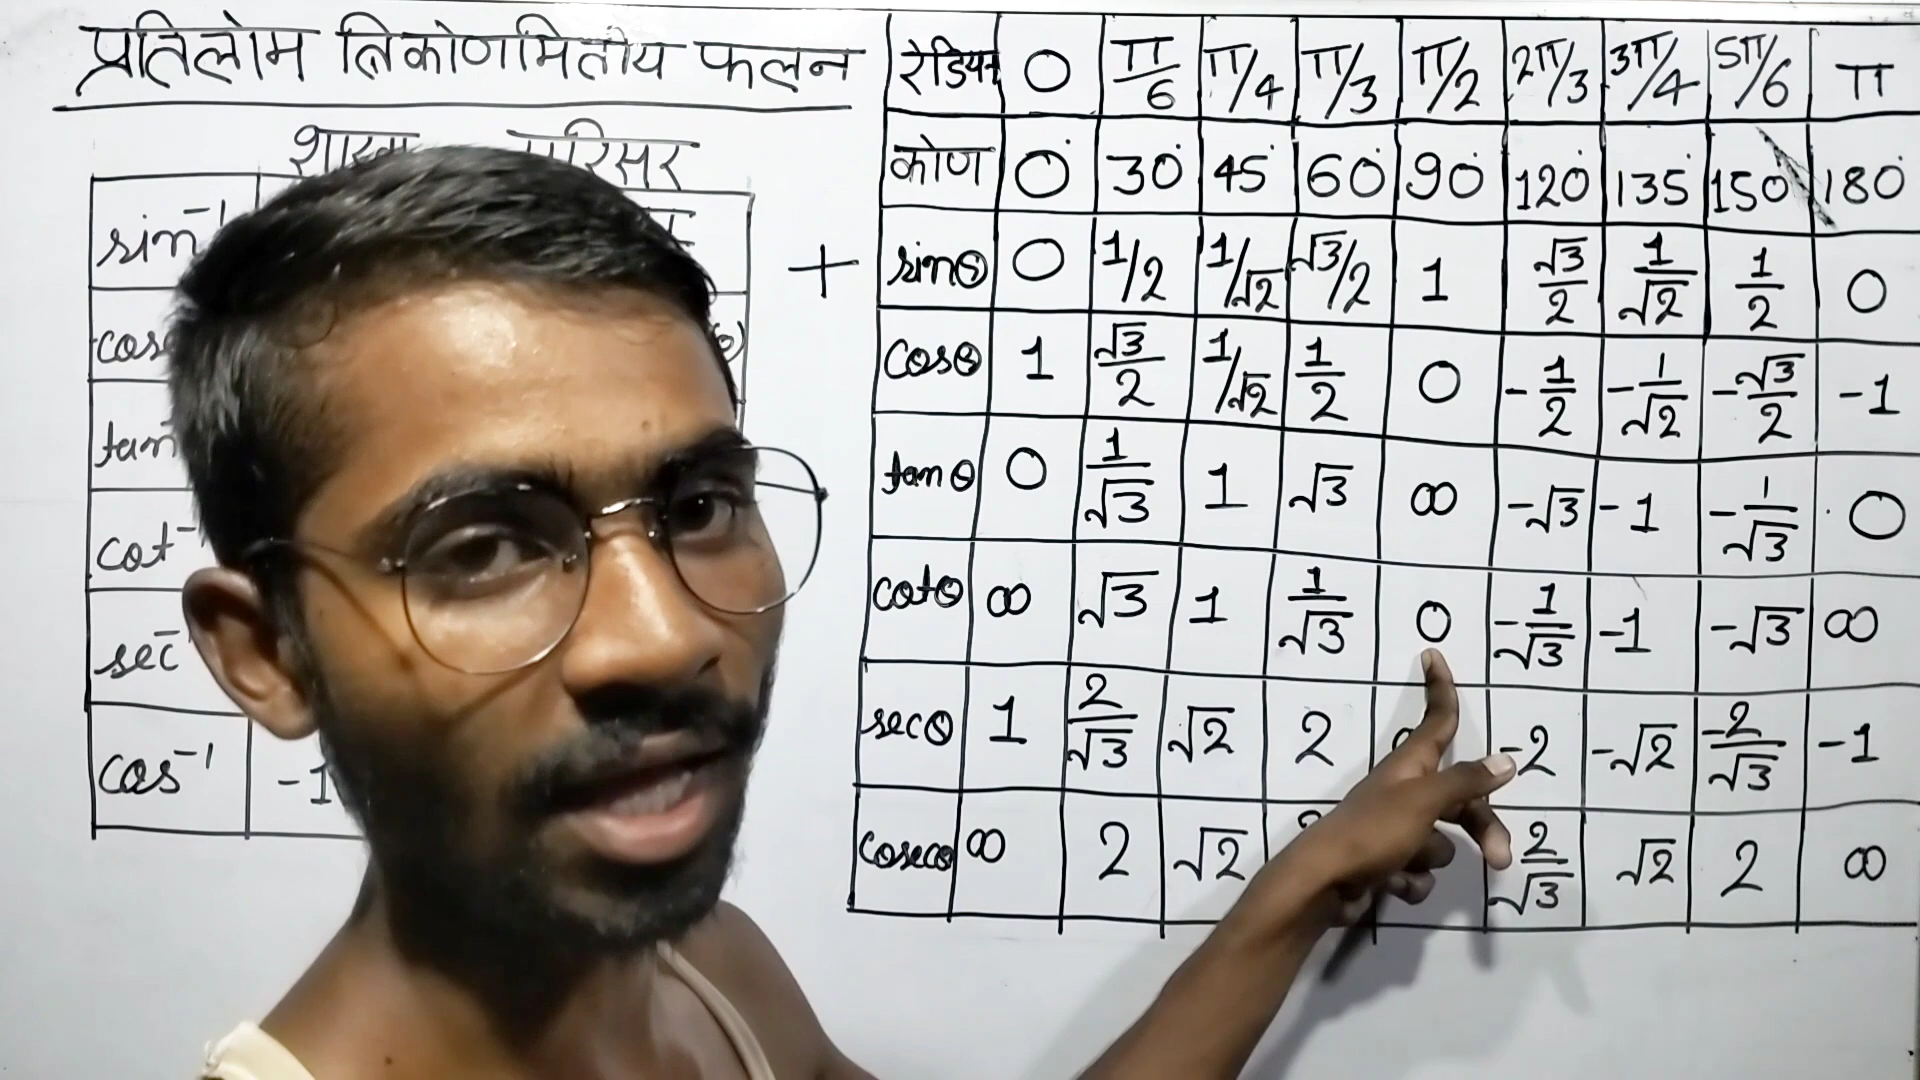 प्रतिलोम त्रिकोणमितीय फलन
शाखा परिसर
sin⁻¹
tan
cot⁻
sec⁻
cos⁻¹ -1
+
रेडियन 0 π/6 π/4 π/3 π/2 2π/3 3π/4 5π/6 π
कोण 0° 30° 45° 60° 90° 120° 135° 150° 180°
sinθ 0 1/2 1/√2 √3/2 1 √3/2 1/√2 1/2 0
cosθ 1 √3/2 1/√2 1/2 0 -1/2 -1/√2 -√3/2 -1
tanθ 0 1/√3 1 √3 ∞ -√3 -1 -1/√3 0
cotθ ∞ √3 1 1/√3 0 -1/√3 -1 -√3 ∞
secθ 1 2/√3 √2 2 -2 -√2 -2/√3 -1
cosecθ ∞ 2 √2 2/√3 √2 2 ∞